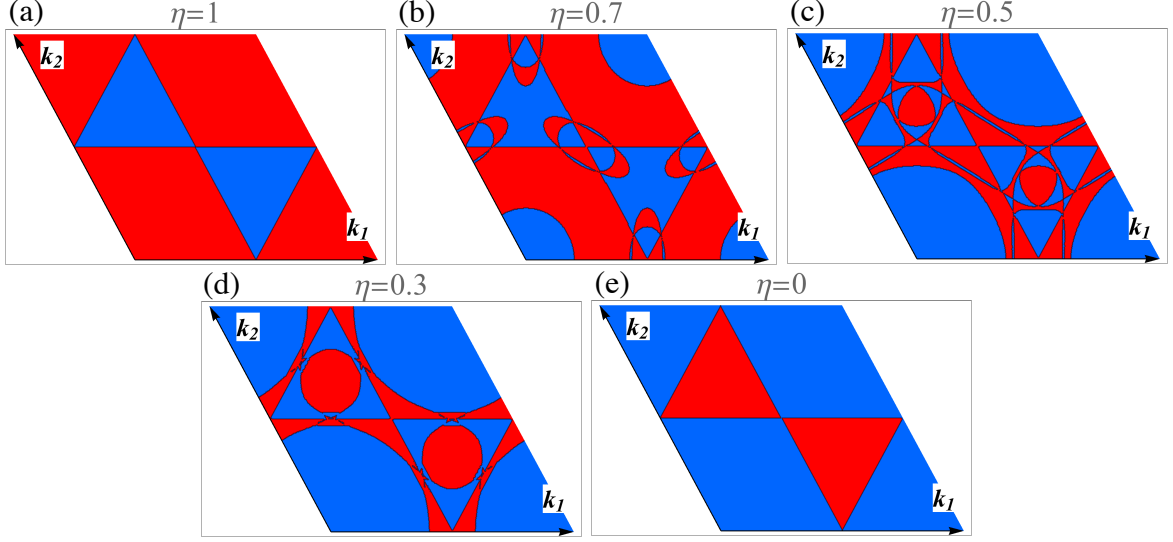 (a) η=1
k₂
k₁
(b) η=0.7
k₂
k₁
(c) η=0.5
k₂
k₁
(d) η=0.3
k₂
k₁
(e) η=0
k₂
k₁